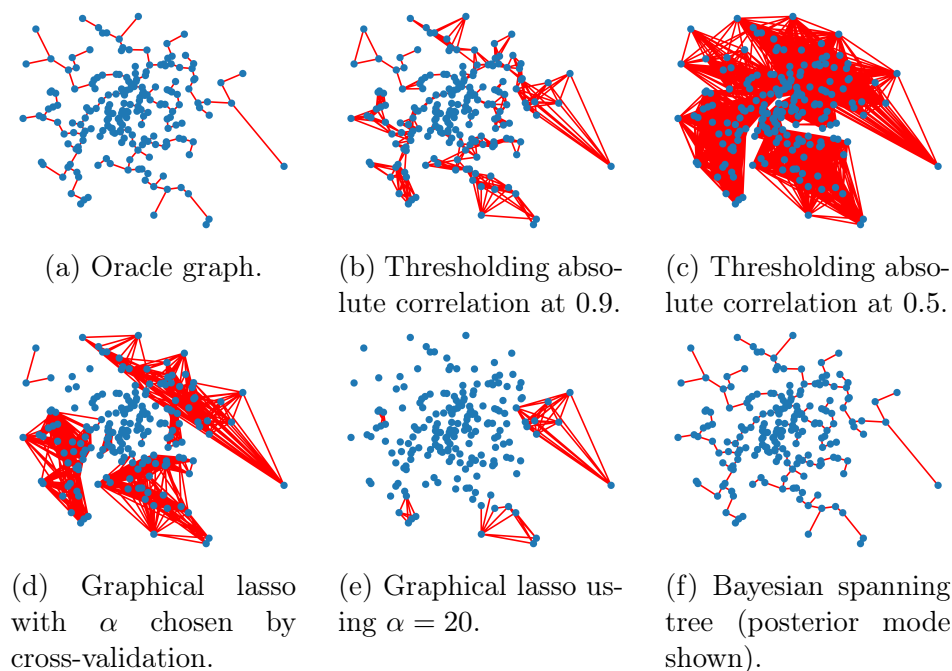 (a) Oracle graph.
(b) Thresholding abso-
lute correlation at 0.9.
(c) Thresholding abso-
lute correlation at 0.5.
(d) Graphical lasso
with α chosen by
cross-validation.
(e) Graphical lasso us-
ing α = 20.
(f) Bayesian spanning
tree (posterior mode
shown).